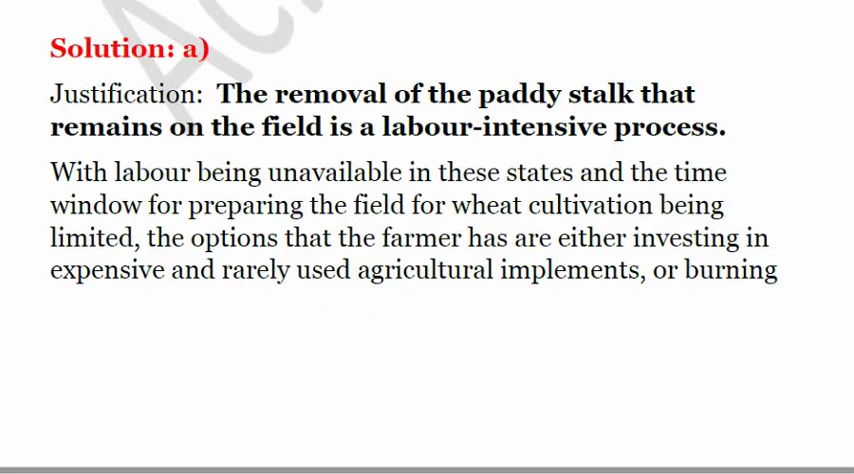 Solution: a)
Justification: The removal of the paddy stalk that
remains on the field is a labour-intensive process.
With labour being unavailable in these states and the time
window for preparing the field for wheat cultivation being
limited, the options that the farmer has are either investing in
expensive and rarely used agricultural implements, or burning